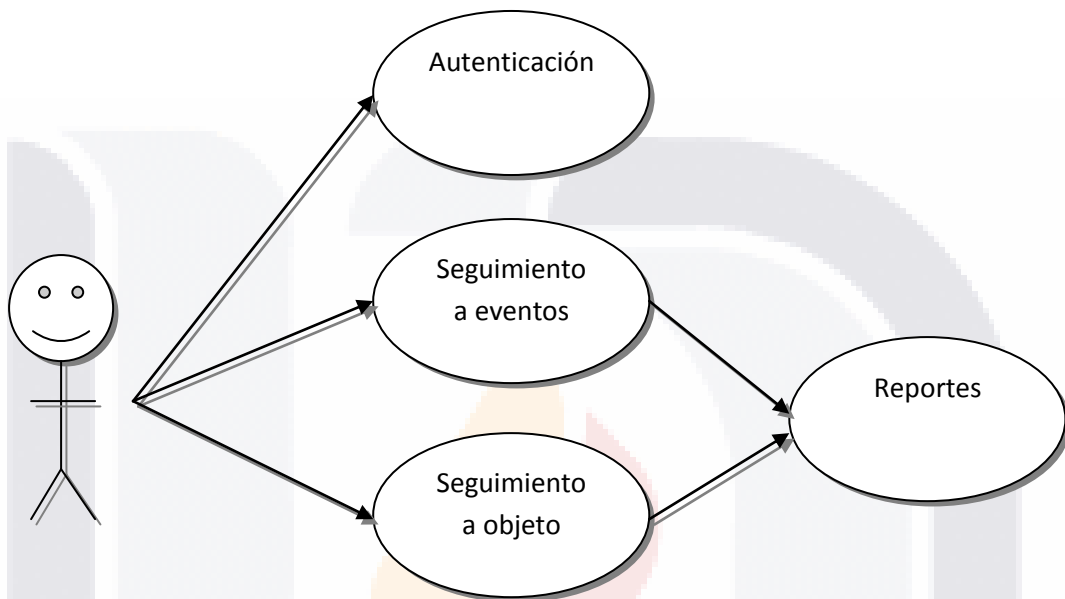 Autenticación
Seguimiento
a eventos
Reportes
Seguimiento
a objeto